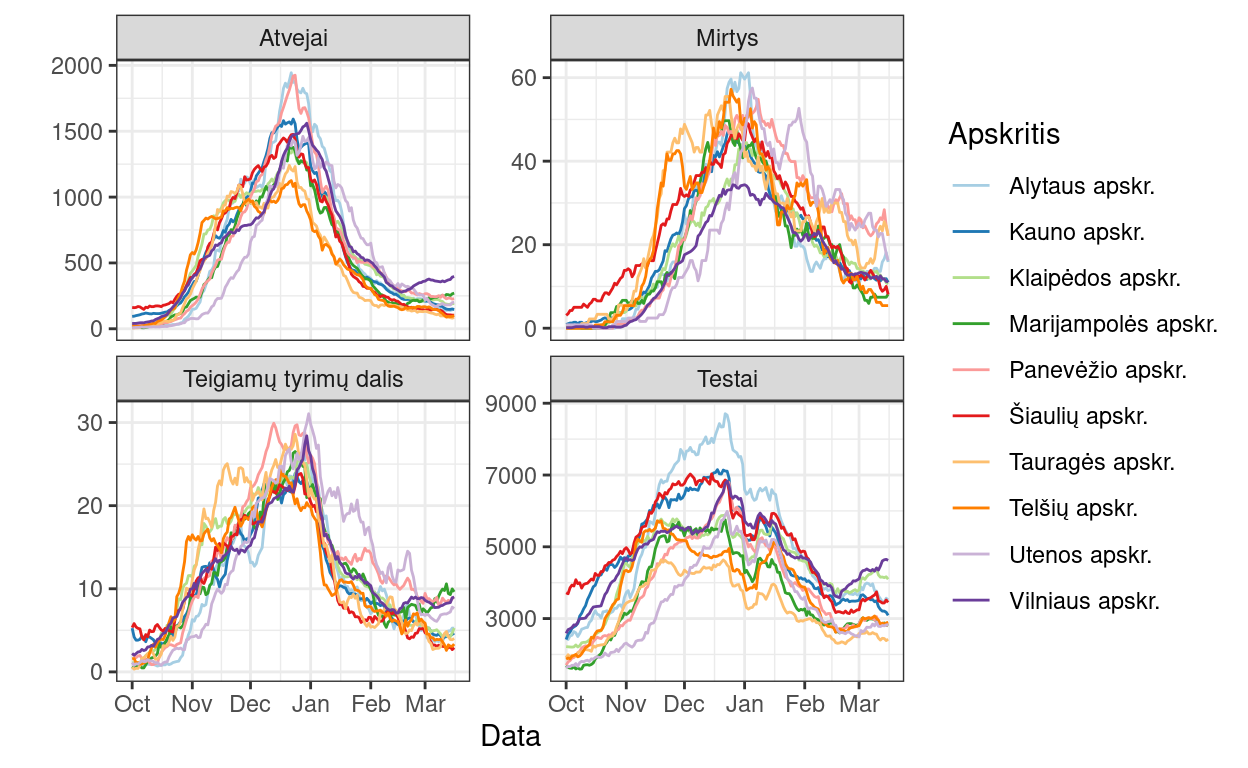 Atvejai
Mirtys
2000
1500
1000
500
0
60
40
20
0
Teigiamų tyrimų dalis
Testai
30
20
10
0
9000
7000
5000
3000
Oct Nov Dec Jan Feb Mar
Oct Nov Dec Jan Feb Mar
Data
Apskritis
Alytaus apskr.
Kauno apskr.
Klaipėdos apskr.
Marijampolės apskr.
Panevėžio apskr.
Šiaulių apskr.
Tauragės apskr.
Telšių apskr.
Utenos apskr.
Vilniaus apskr.